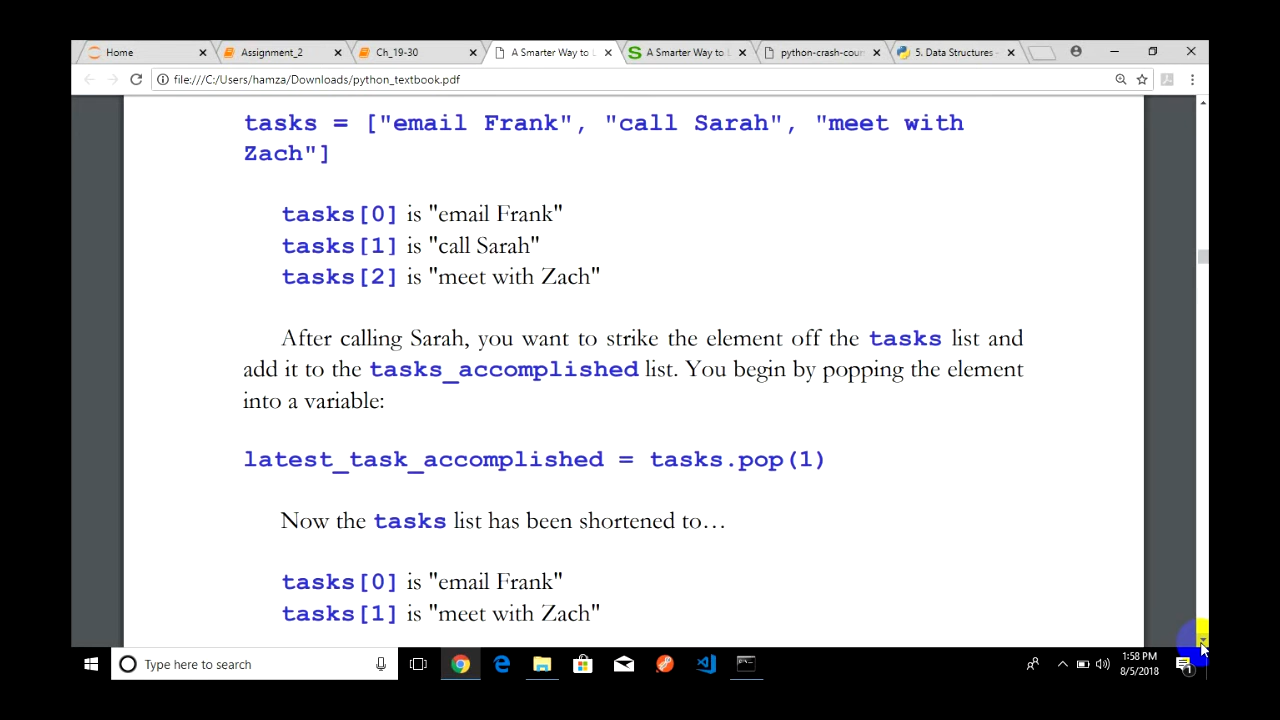 Home
Assignment_2
Ch_19-30
A Smarter Way to L
A Smarter Way to L
python-crash-cour
5. Data Structures -
file:///C:/Users/hamza/Downloads/python_textbook.pdf
tasks = ["email Frank", "call Sarah", "meet with
Zach"]
tasks[0] is "email Frank"
tasks[1] is "call Sarah"
tasks[2] is "meet with Zach"
After calling Sarah, you want to strike the element off the tasks list and
add it to the tasks_accomplished list. You begin by popping the element
into a variable:
latest_task_accomplished = tasks.pop(1)
Now the tasks list has been shortened to…
tasks[0] is "email Frank"
tasks[1] is "meet with Zach"
Type here to search
1:58 PM
8/5/2018